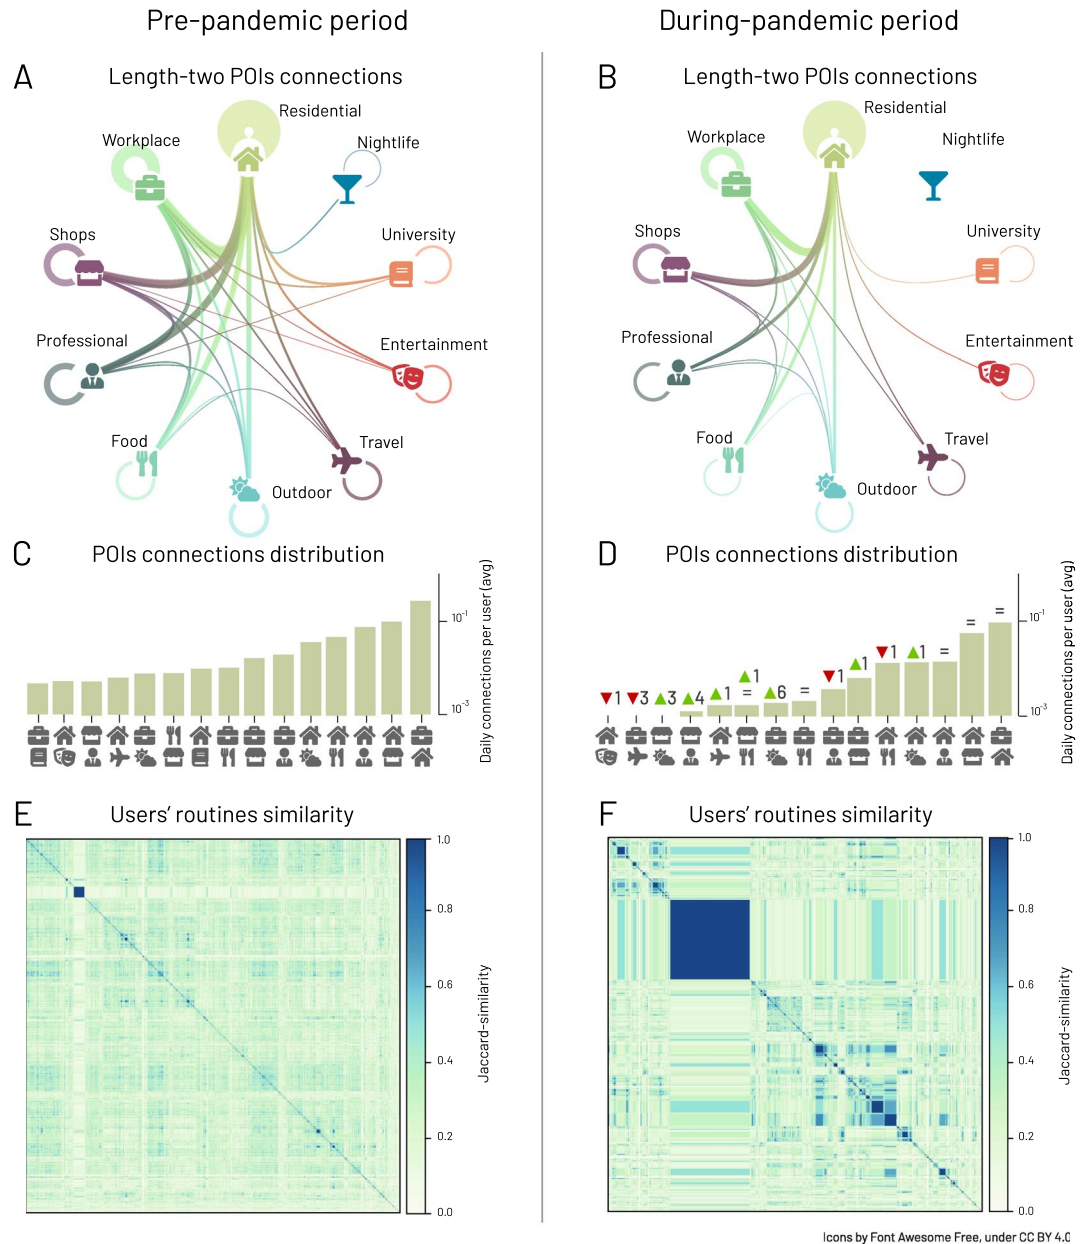 Pre-pandemic period
During-pandemic period
A
Length-two POIs connections
Residential
Workplace
Nightlife
Shops
University
Professional
Entertainment
Food
Travel
Outdoor
B
Length-two POIs connections
Residential
Workplace
Nightlife
Shops
University
Professional
Entertainment
Food
Travel
Outdoor
C
POIs connections distribution
Daily connections per user (avg)
10⁻¹
10⁻³
D
POIs connections distribution
▼1 ▼3 ▲3 ▲4 ▲1 ▲1 = ▲6 = ▼1 ▲1 ▼1 ▲1 = = =
Daily connections per user (avg)
10⁻¹
10⁻³
E
Users' routines similarity
1.0
0.8
0.6
0.4
0.2
0.0
Jaccard-similarity
F
Users' routines similarity
1.0
0.8
0.6
0.4
0.2
0.0
Jaccard-similarity
Icons by Font Awesome Free, under CC BY 4.0